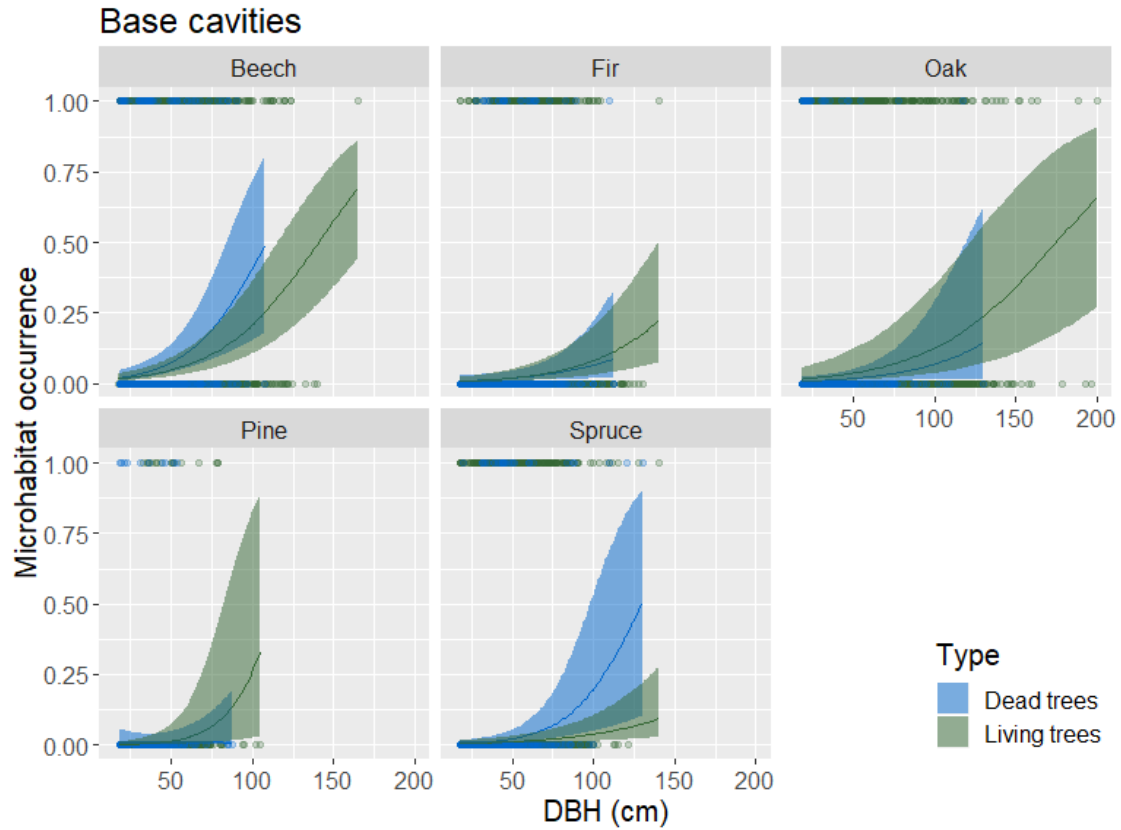 Base cavities
Beech
Fir
Oak
1.00
0.75
0.50
0.25
0.00
50 100 150 200
Microhabitat occurrence
Pine
Spruce
1.00
0.75
0.50
0.25
0.00
50 100 150 200
50 100 150 200
DBH (cm)
Type
Dead trees
Living trees